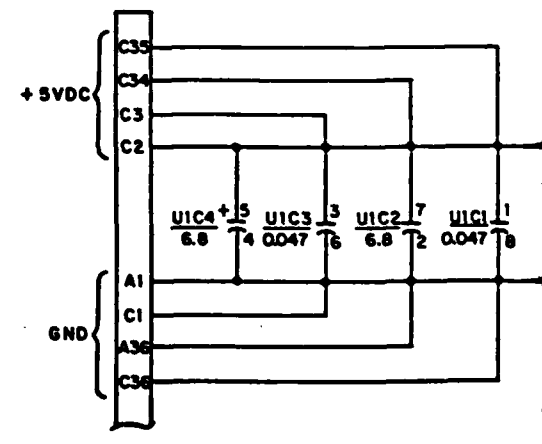 C35
C34
+5VDC
C3
C2
U1C4 + 5
6.8 4
U1C3 3
0.047 6
U1C2 7
6.8 2
U1C1 1
0.047 8
A1
C1
GND
A36
C36